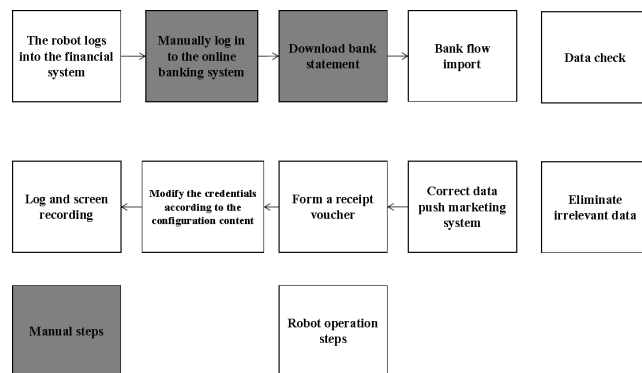 The robot logs
into the financial
system
Manually log in
to the online
banking system
Download bank
statement
Bank flow
import
Data check
Log and screen
recording
Modify the credentials
according to the
configuration content
Form a receipt
voucher
Correct data
push marketing
system
Eliminate
irrelevant data
Manual steps
Robot operation
steps